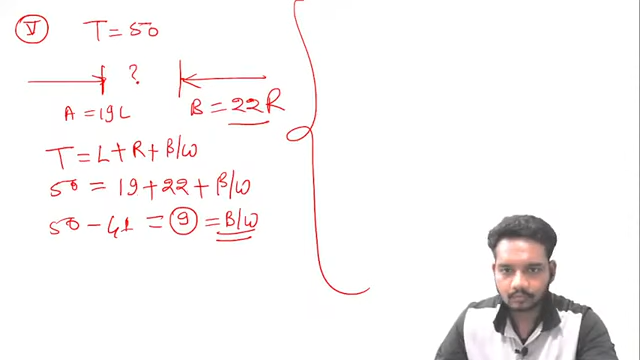 V T = 50
?
A = 19L B = 22R
T = L + R + B/W
50 = 19 + 22 + B/W
50 - 41 = 9 = B/W